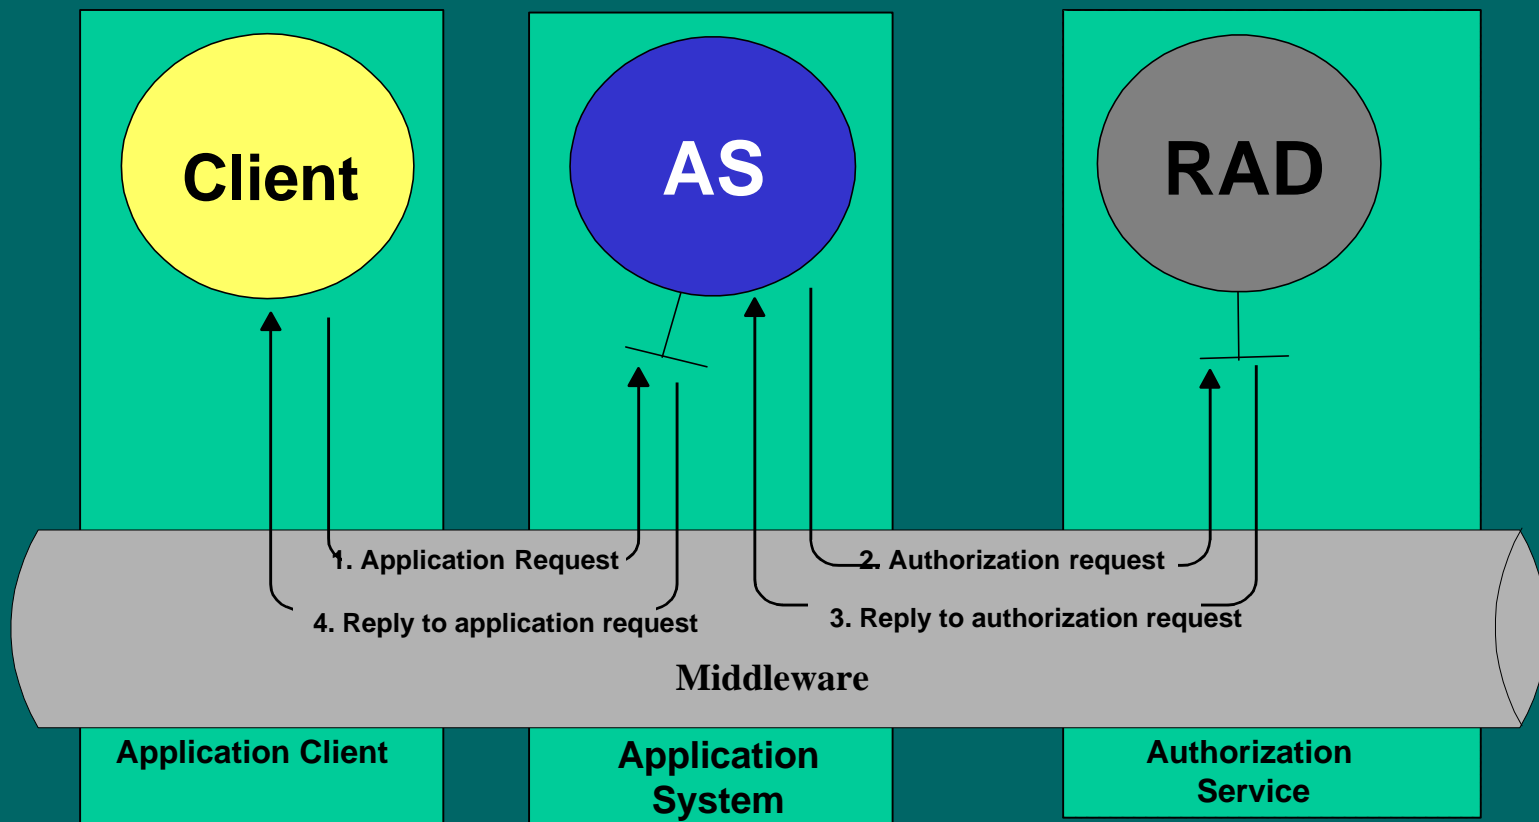 Client
AS
RAD
1. Application Request
2. Authorization request
4. Reply to application request
3. Reply to authorization request
Middleware
Application Client
Application
System
Authorization
Service